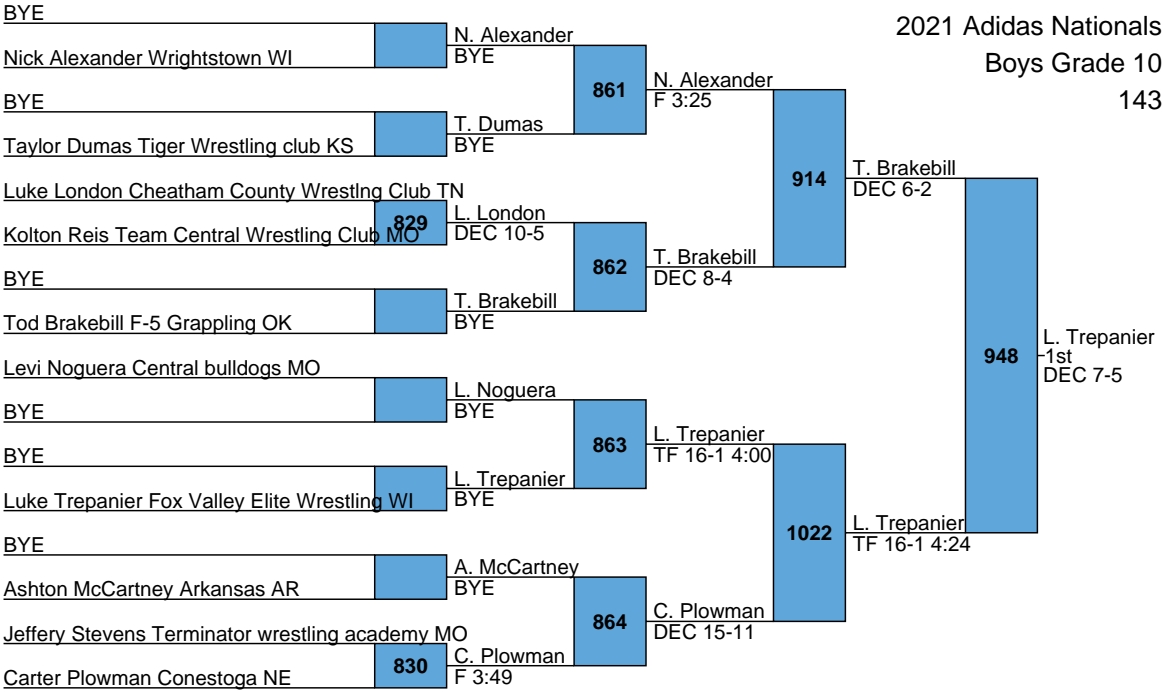 2021 Adidas Nationals
Boys Grade 10
143
BYE
Nick Alexander Wrightstown WI
BYE
Taylor Dumas Tiger Wrestling club KS
Luke London Cheatham County Wrestlng Club TN
829
Kolton Reis Team Central Wrestling Club MO
BYE
Tod Brakebill F-5 Grappling OK
Levi Noguera Central bulldogs MO
BYE
BYE
Luke Trepanier Fox Valley Elite Wrestling WI
BYE
Ashton McCartney Arkansas AR
Jeffery Stevens Terminator wrestling academy MO
830
Carter Plowman Conestoga NE
N. Alexander
BYE
861
T. Dumas
BYE
L. London
DEC 10-5
862
T. Brakebill
BYE
L. Noguera
BYE
863
L. Trepanier
BYE
A. McCartney
BYE
864
C. Plowman
F 3:49
N. Alexander
F 3:25
914
T. Brakebill
DEC 8-4
L. Trepanier
TF 16-1 4:00
1022
C. Plowman
DEC 15-11
T. Brakebill
DEC 6-2
948
L. Trepanier
TF 16-1 4:24
L. Trepanier
1st
DEC 7-5